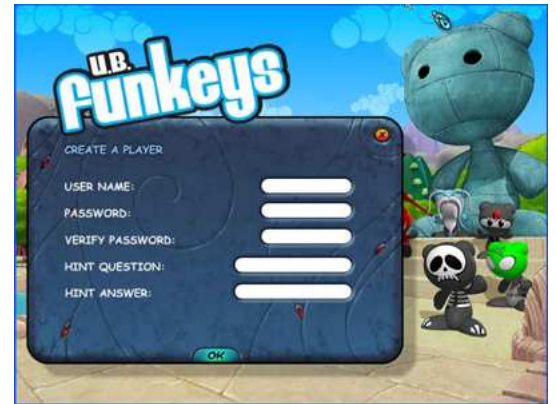 U.B.
funkeys
CREATE A PLAYER
USER NAME:
PASSWORD:
VERIFY PASSWORD:
HINT QUESTION:
HINT ANSWER:
OK